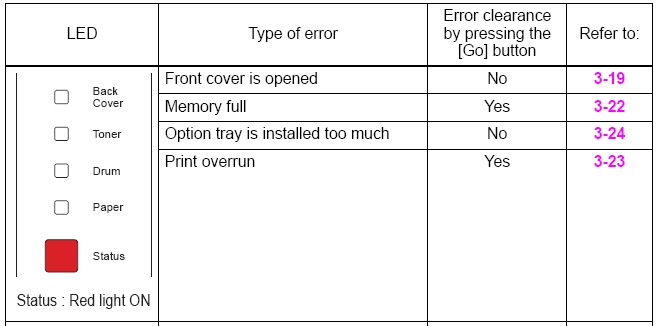 LED
Type of error
Error clearance
by pressing the
[Go] button
Refer to:
Back
Cover
Toner
Drum
Paper
Status
Status : Red light ON
Front cover is opened No 3-19
Memory full Yes 3-22
Option tray is installed too much No 3-24
Print overrun Yes 3-23